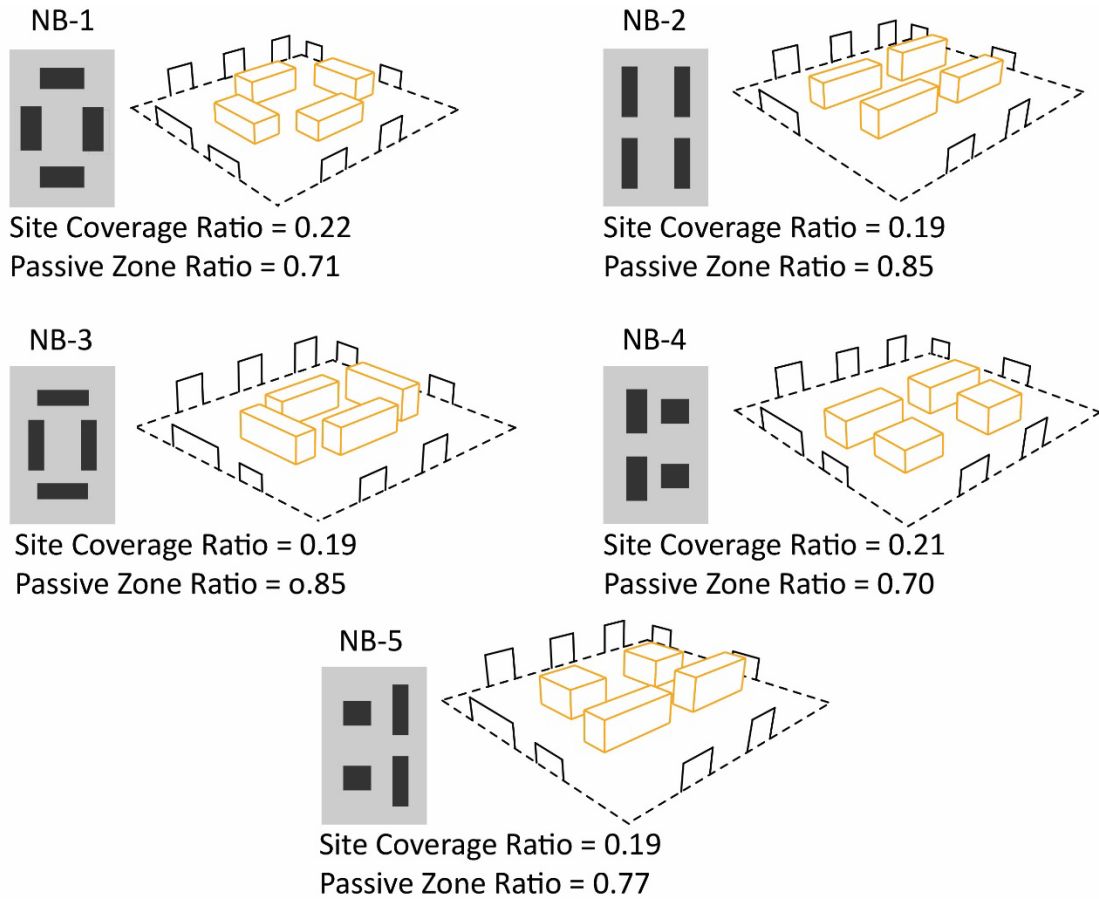 NB-1
Site Coverage Ratio = 0.22
Passive Zone Ratio = 0.71
NB-2
Site Coverage Ratio = 0.19
Passive Zone Ratio = 0.85
NB-3
Site Coverage Ratio = 0.19
Passive Zone Ratio = o.85
NB-4
Site Coverage Ratio = 0.21
Passive Zone Ratio = 0.70
NB-5
Site Coverage Ratio = 0.19
Passive Zone Ratio = 0.77